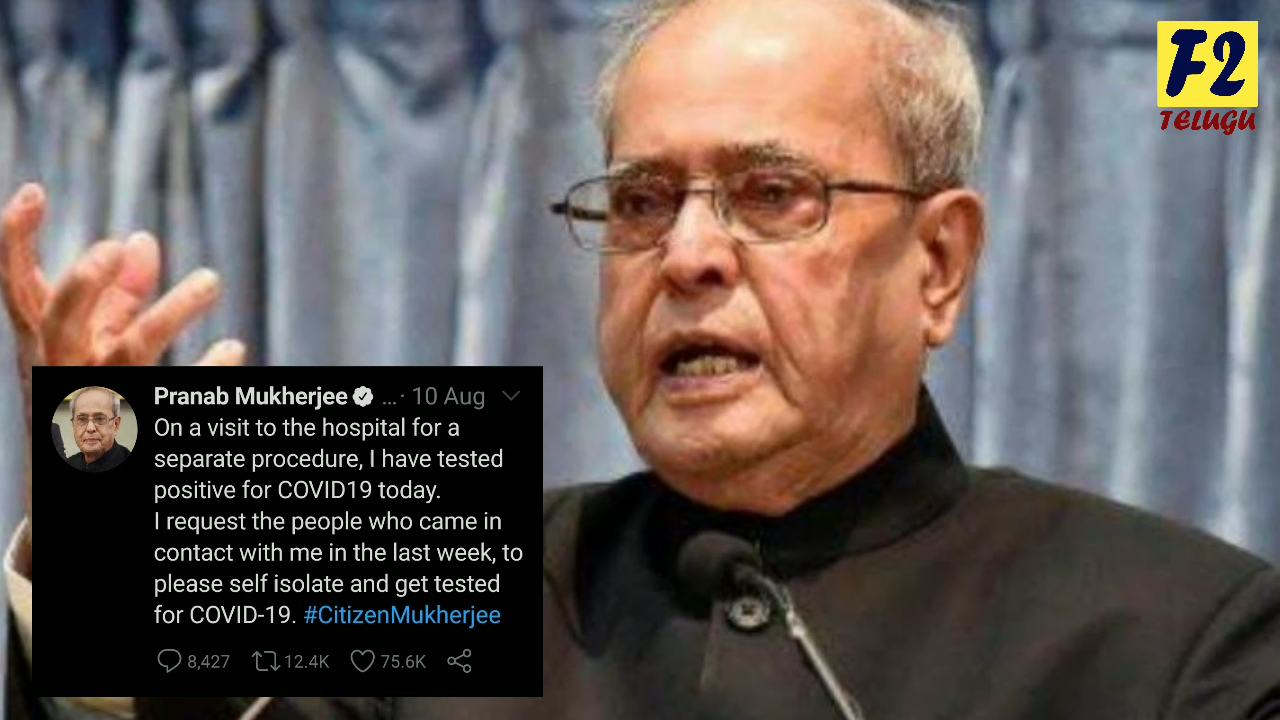 F2
TELUGU
Pranab Mukherjee ... · 10 Aug
On a visit to the hospital for a
separate procedure, I have tested
positive for COVID19 today.
I request the people who came in
contact with me in the last week, to
please self isolate and get tested
for COVID-19. #CitizenMukherjee
8,427 12.4K 75.6K